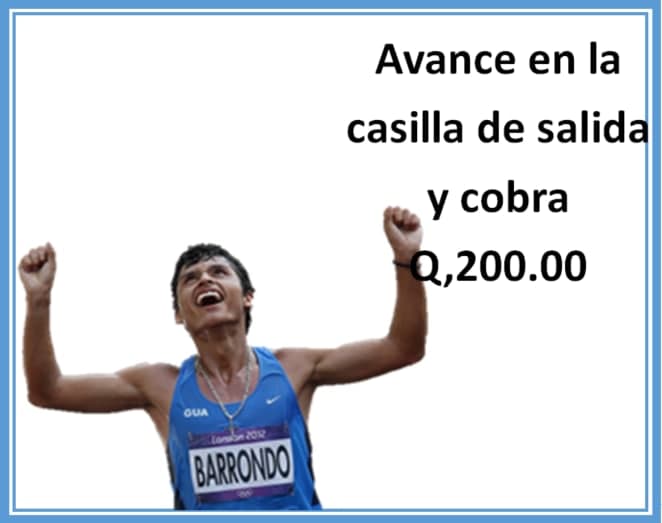 Avance en la
casilla de salida
y cobra
Q,200.00
GUA
London 2012
BARRONDO